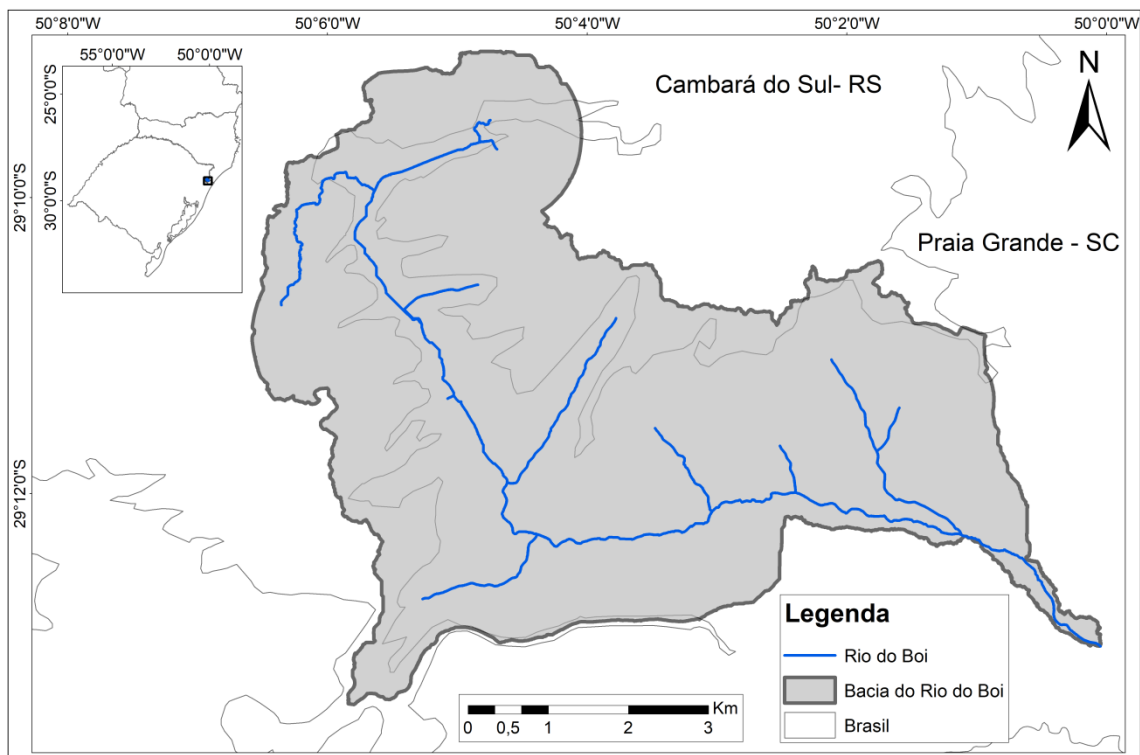 50°8'0"W 50°6'0"W 50°4'0"W 50°2'0"W 50°0'0"W
55°0'0"W 50°0'0"W
25°0'0"S
30°0'0"S
Cambará do Sul- RS
N
29°10'0"S
Praia Grande - SC
29°12'0"S
Legenda
Rio do Boi
Bacia do Rio do Boi
Brasil
Km
0 0,5 1 2 3